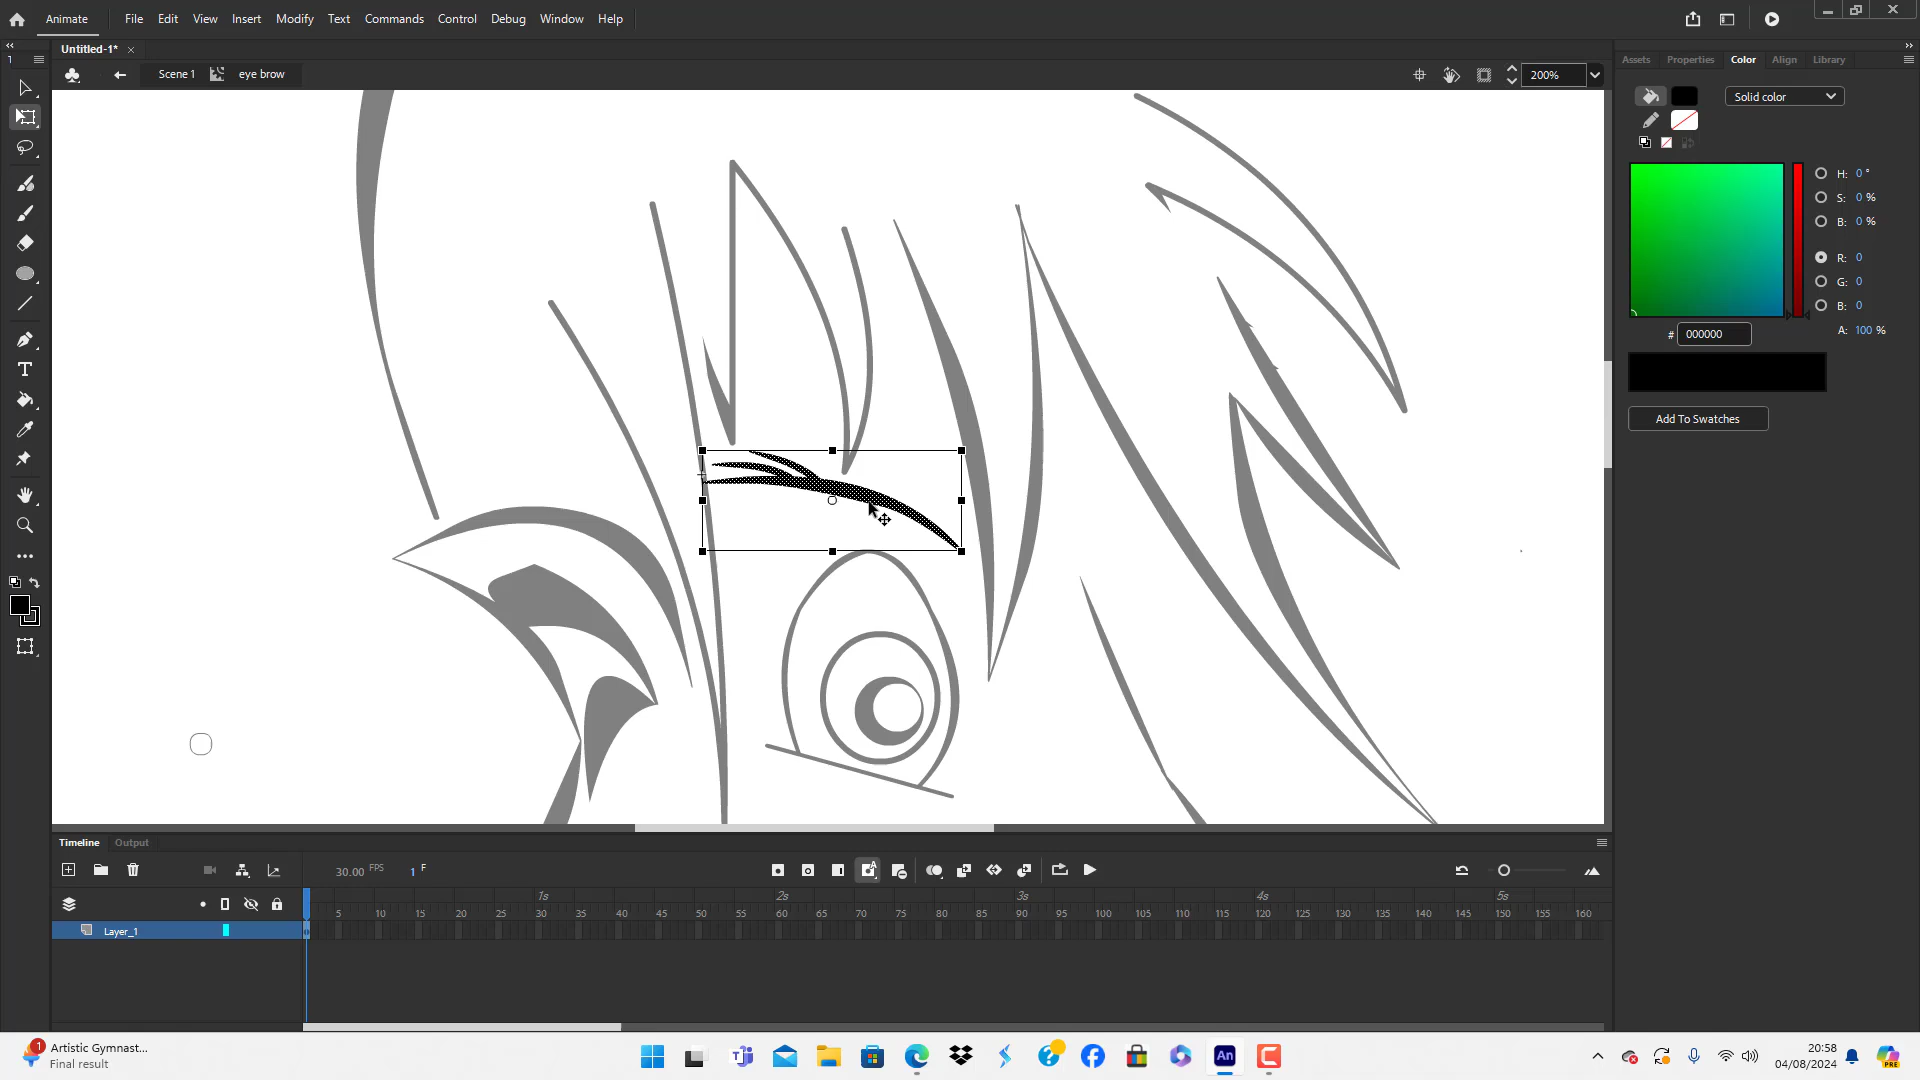 Animate File Edit View Insert Modify Text Commands Control Debug Window Help
Untitled-1*
1
Scene 1 eye brow 200%
Assets Properties Color Align Library
Solid color
H: 0 °
S: 0 %
B: 0 %
R: 0
G: 0
B: 0
A: 100 %
# 000000
Add To Swatches
T
Timeline Output
30.00 FPS 1 F
1s 2s 3s 4s 5s
5 10 15 20 25 30 35 40 45 50 55 60 65 70 75 80 85 90 95 100 105 110 115 120 125 130 135 140 145 150 155 160
Layer_1
1 Artistic Gymnast...
Final result
An
20:58
04/08/2024
PRE